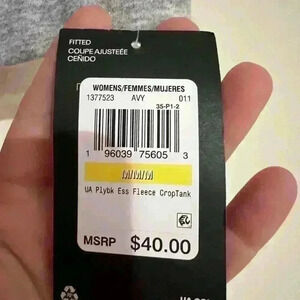 FITTED
COUPE AJUSTÉE
CEÑIDO
WOMENS/FEMMES/MUJERES
1377523 AVY 011
35-P1-2
1 96039 75605 3
M/M/M
UA Plybk Ess Fleece CropTank
MSRP $40.00